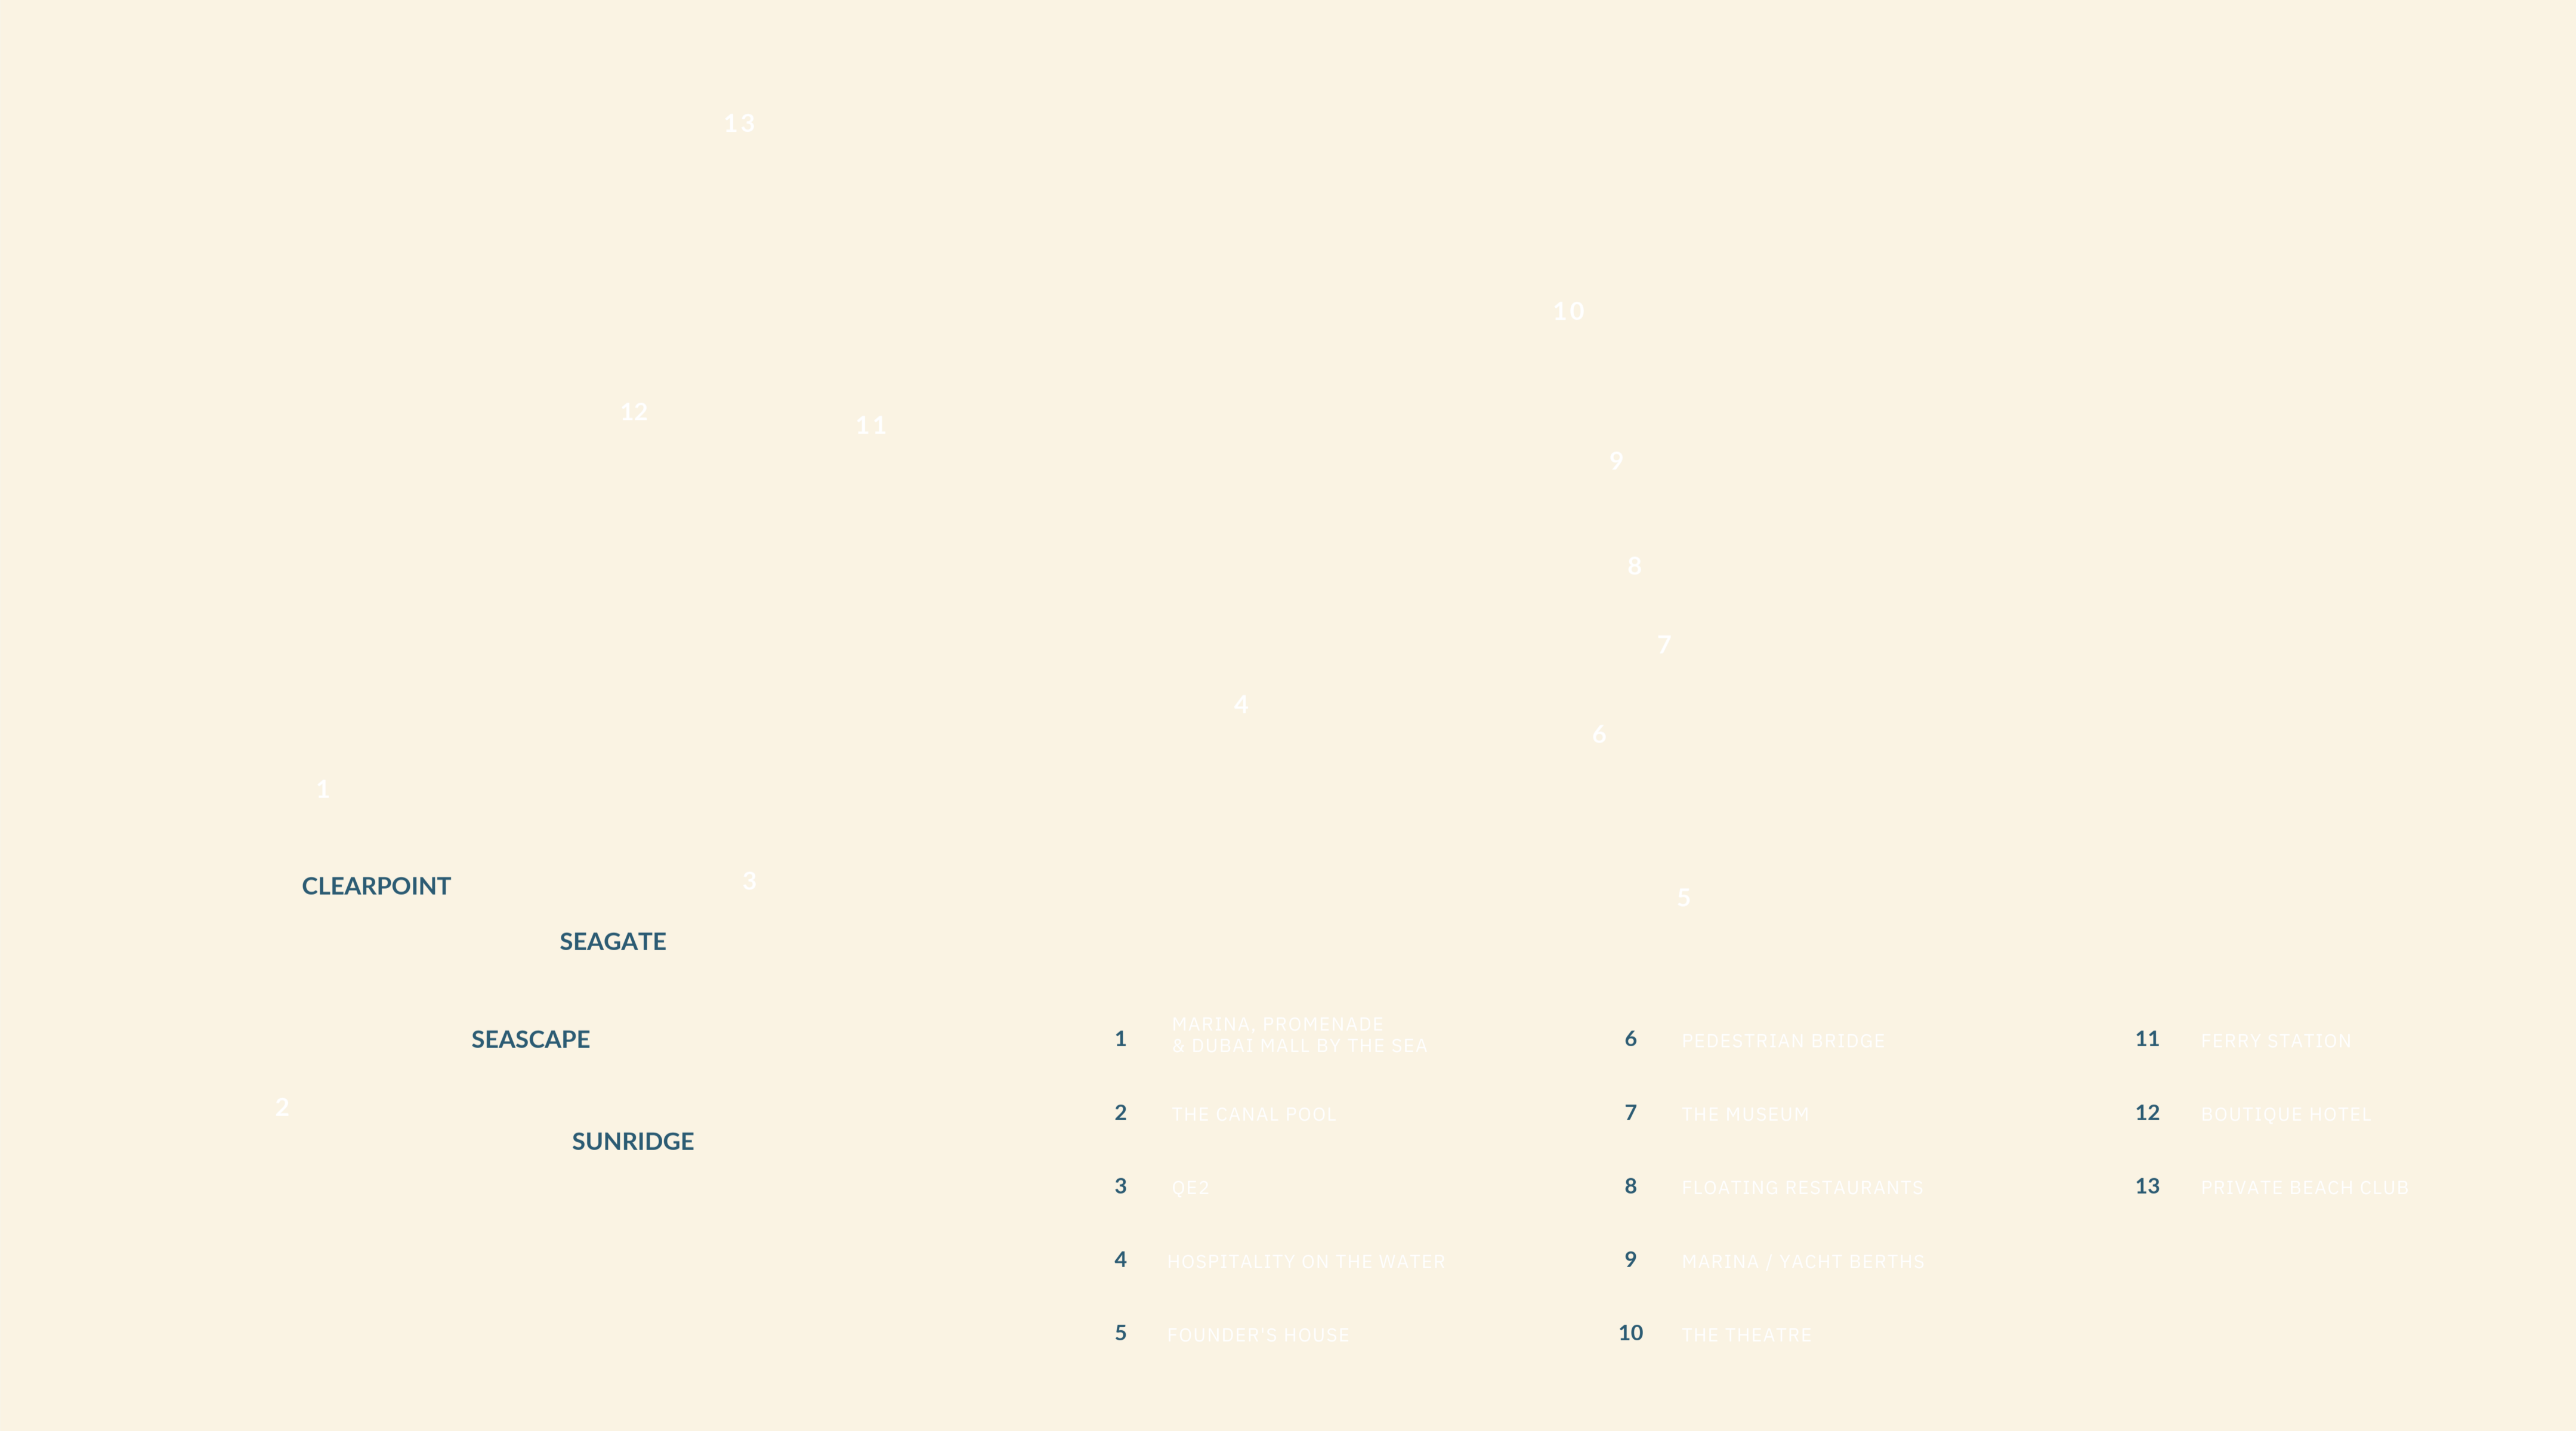 13
10
12
11
9
8
7
4
6
1
3
CLEARPOINT
5
SEAGATE
SEASCAPE
2
SUNRIDGE
1 MARINA, PROMENADE
& DUBAI MALL BY THE SEA
2 THE CANAL POOL
3 QE2
4 HOSPITALITY ON THE WATER
5 FOUNDER'S HOUSE
6 PEDESTRIAN BRIDGE
7 THE MUSEUM
8 FLOATING RESTAURANTS
9 MARINA / YACHT BERTHS
10 THE THEATRE
11 FERRY STATION
12 BOUTIQUE HOTEL
13 PRIVATE BEACH CLUB